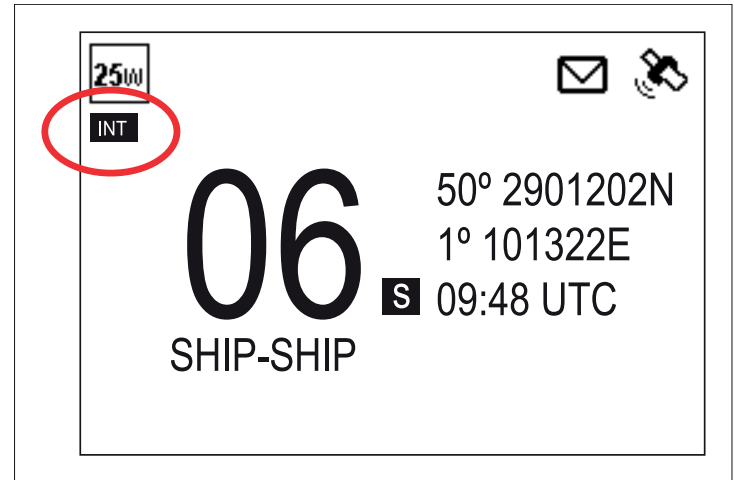 25W
INT
06
S
SHIP-SHIP
50º 2901202N
1º 101322E
09:48 UTC